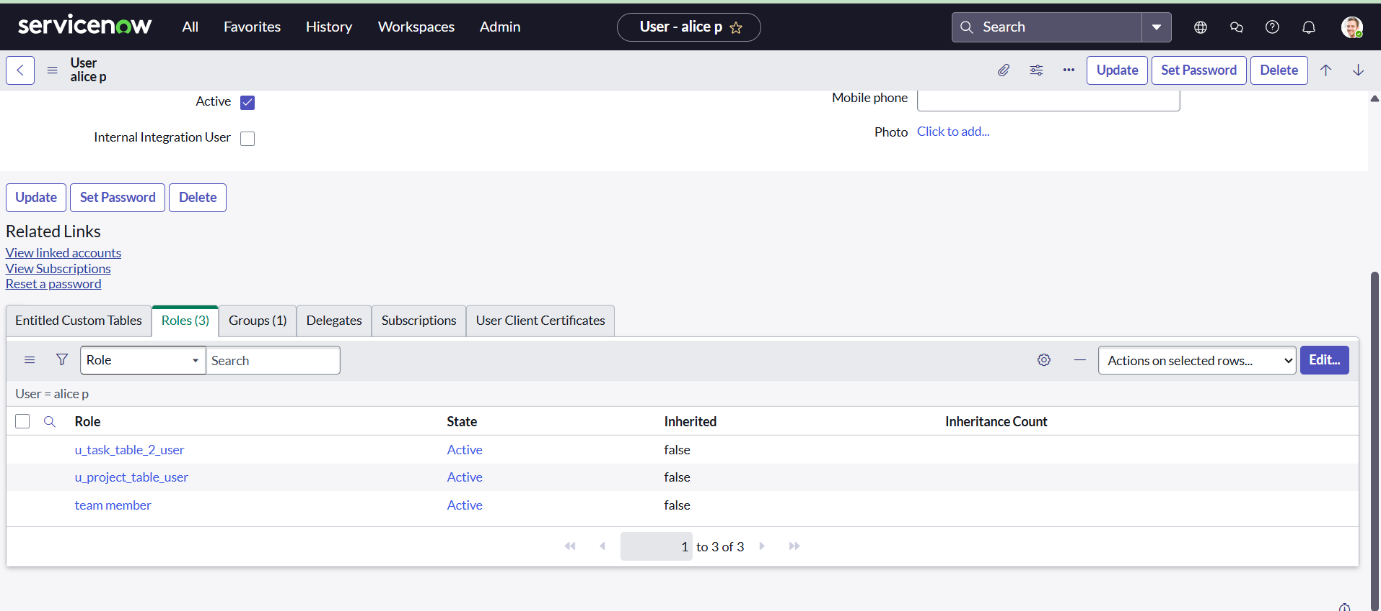 servicenow All Favorites History Workspaces Admin User - alice p Search
User
alice p
Update Set Password Delete
Active
Mobile phone
Internal Integration User
Photo Click to add...
Update Set Password Delete
Related Links
View linked accounts
View Subscriptions
Reset a password
Entitled Custom Tables Roles (3) Groups (1) Delegates Subscriptions User Client Certificates
Role Search Actions on selected rows... Edit...
User = alice p
Role State Inherited Inheritance Count
u_task_table_2_user Active false
u_project_table_user Active false
team member Active false
1 to 3 of 3